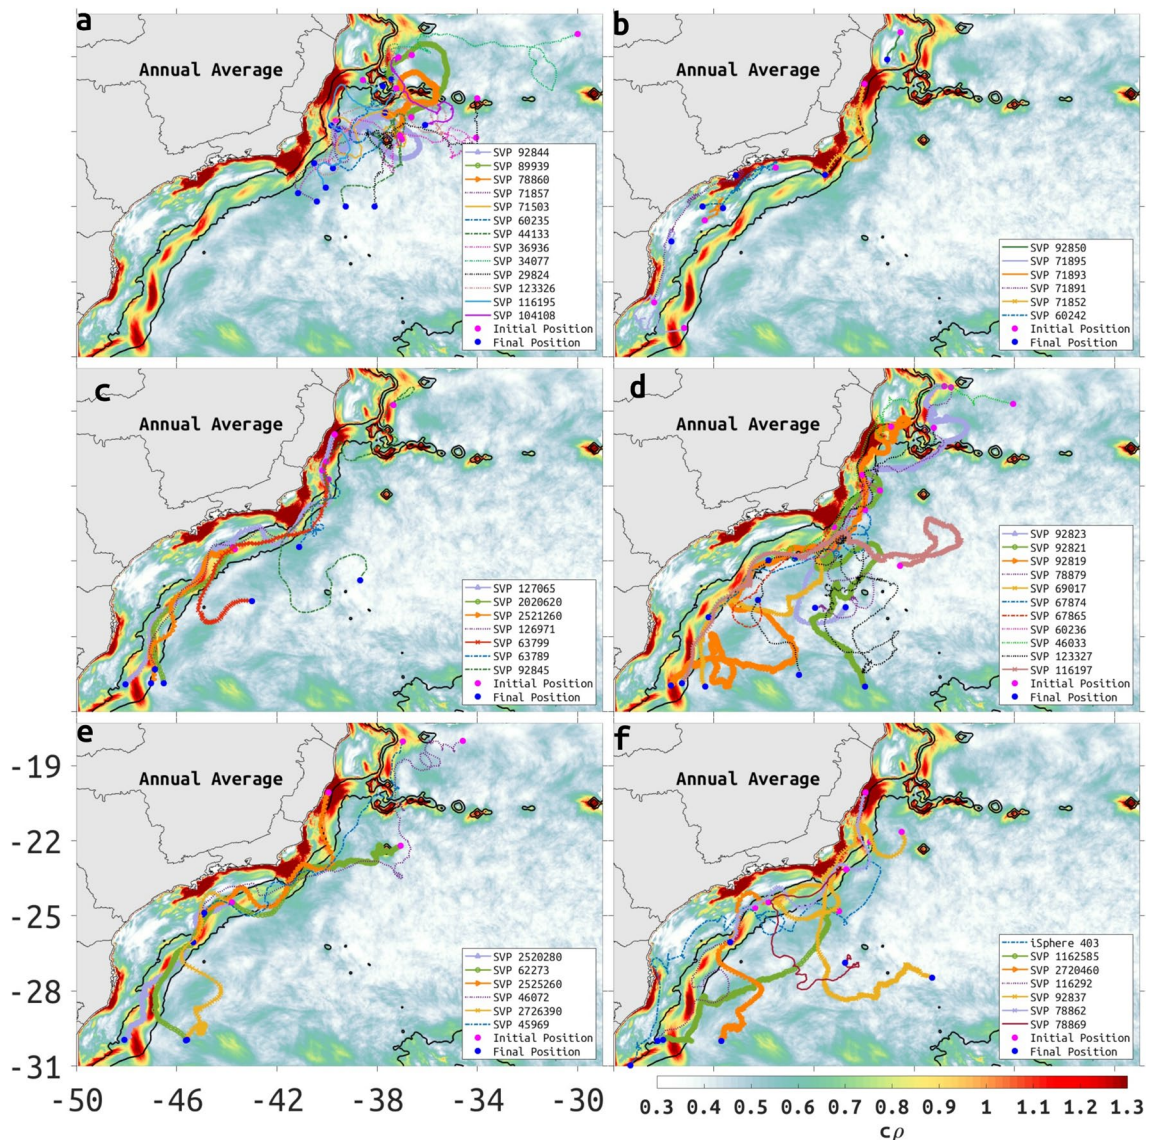 a
Annual Average
SVP 92844
SVP 89939
SVP 78860
SVP 71857
SVP 71503
SVP 60235
SVP 44133
SVP 36936
SVP 34077
SVP 29824
SVP 123326
SVP 116195
SVP 104108
Initial Position
Final Position
b
Annual Average
SVP 92850
SVP 71895
SVP 71893
SVP 71891
SVP 71852
SVP 60242
Initial Position
Final Position
c
Annual Average
SVP 127065
SVP 2020620
SVP 2521260
SVP 126971
SVP 63799
SVP 63789
SVP 92845
Initial Position
Final Position
d
Annual Average
SVP 92823
SVP 92821
SVP 92819
SVP 78879
SVP 69017
SVP 67874
SVP 67865
SVP 60236
SVP 46033
SVP 123327
SVP 116197
Initial Position
Final Position
e
Annual Average
SVP 2520280
SVP 62273
SVP 2525260
SVP 46072
SVP 2726390
SVP 45969
Initial Position
Final Position
-19
-22
-25
-28
-31
-50 -46 -42 -38 -34 -30
f
Annual Average
iSphere 403
SVP 1162585
SVP 2720460
SVP 116292
SVP 92837
SVP 78862
SVP 78869
Initial Position
Final Position
0.3 0.4 0.5 0.6 0.7 0.8 0.9 1 1.1 1.2 1.3
cρ